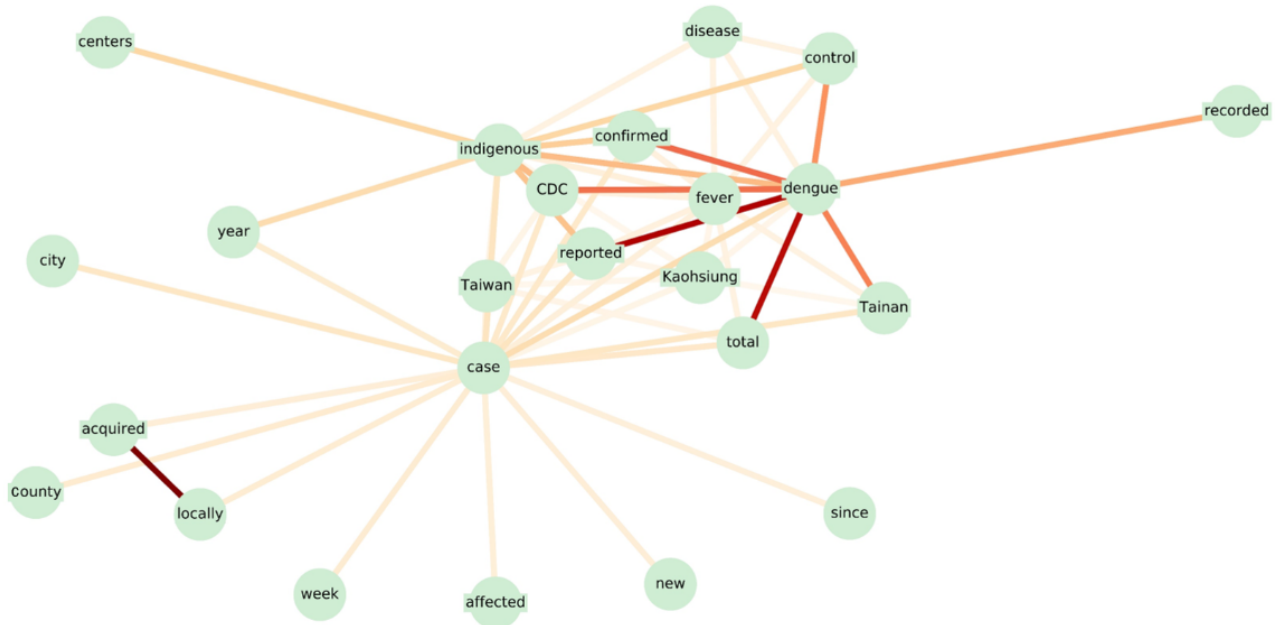 disease
centers
control
recorded
confirmed
indigenous
CDC
dengue
fever
year
reported
city
Kaohsiung
Taiwan
Tainan
total
case
acquired
county
locally
since
new
week
affected